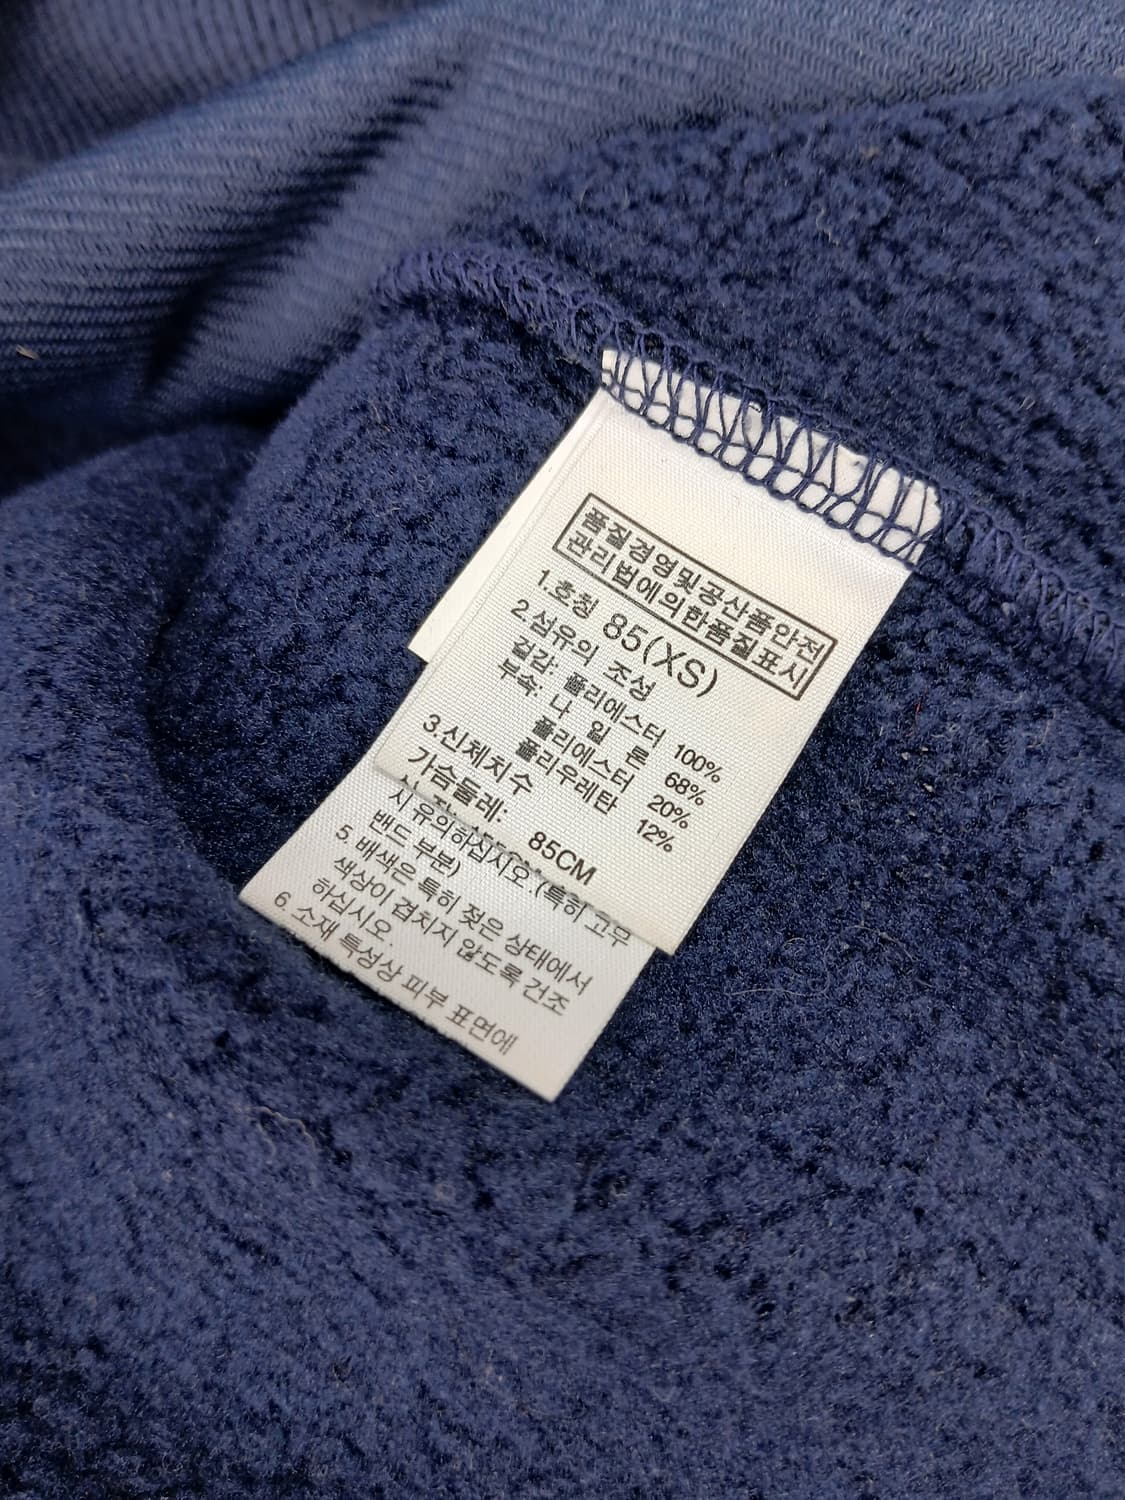 품질경영및공산품안전
관리법에의한품질표시
1.호칭 85(XS)
2.섬유의 조성
겉감: 폴리에스터 100%
부속: 나 일 론 68%
폴리에스터 20%
폴리우레탄 12%
3.신체치수
가슴둘레: 85CM
시 유의하십시오.(특히 고무
밴드 부분)
5. 배색은 특히 젖은 상태에서
색상이 겹치지 않도록 건조
하십시오.
6. 소재 특성상 피부 표면에